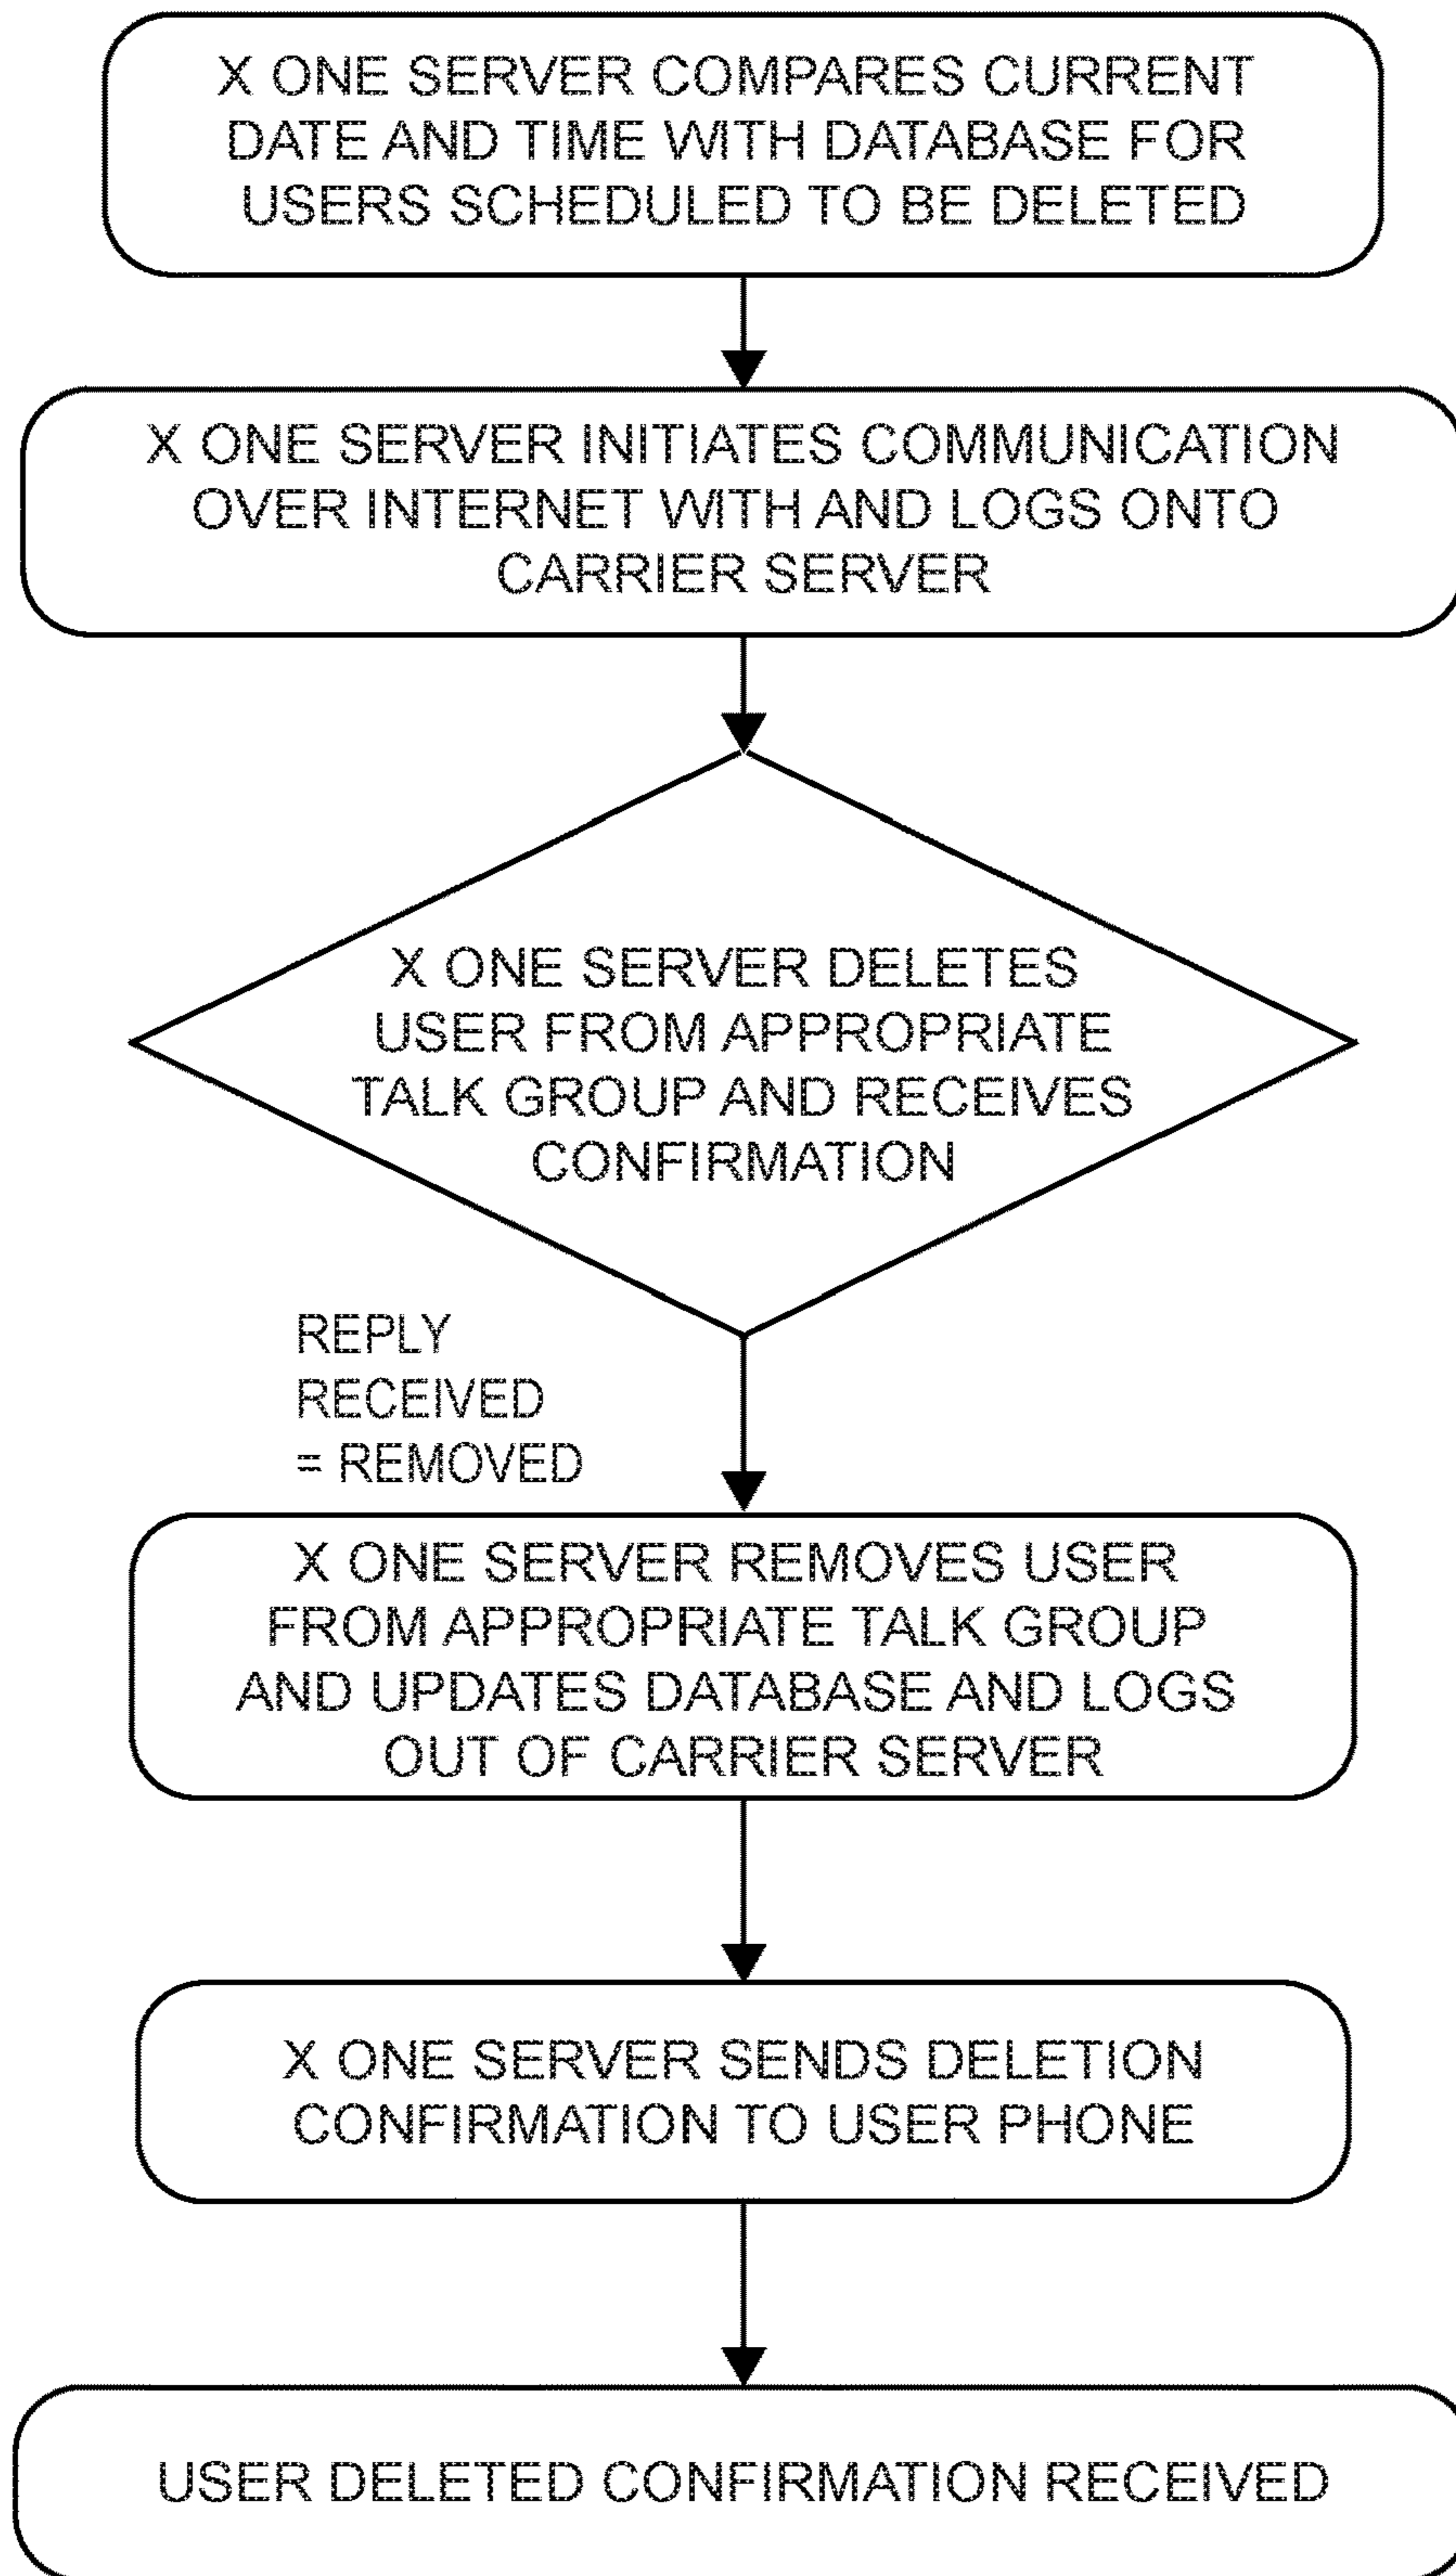 X ONE SERVER COMPARES CURRENT
DATE AND TIME WITH DATABASE FOR
USERS SCHEDULED TO BE DELETED
X ONE SERVER INITIATES COMMUNICATION
OVER INTERNET WITH AND LOGS ONTO
CARRIER SERVER
X ONE SERVER DELETES
USER FROM APPROPRIATE
TALK GROUP AND RECEIVES
CONFIRMATION
REPLY
RECEIVED
= REMOVED
X ONE SERVER REMOVES USER
FROM APPROPRIATE TALK GROUP
AND UPDATES DATABASE AND LOGS
OUT OF CARRIER SERVER
X ONE SERVER SENDS DELETION
CONFIRMATION TO USER PHONE
USER DELETED CONFIRMATION RECEIVED